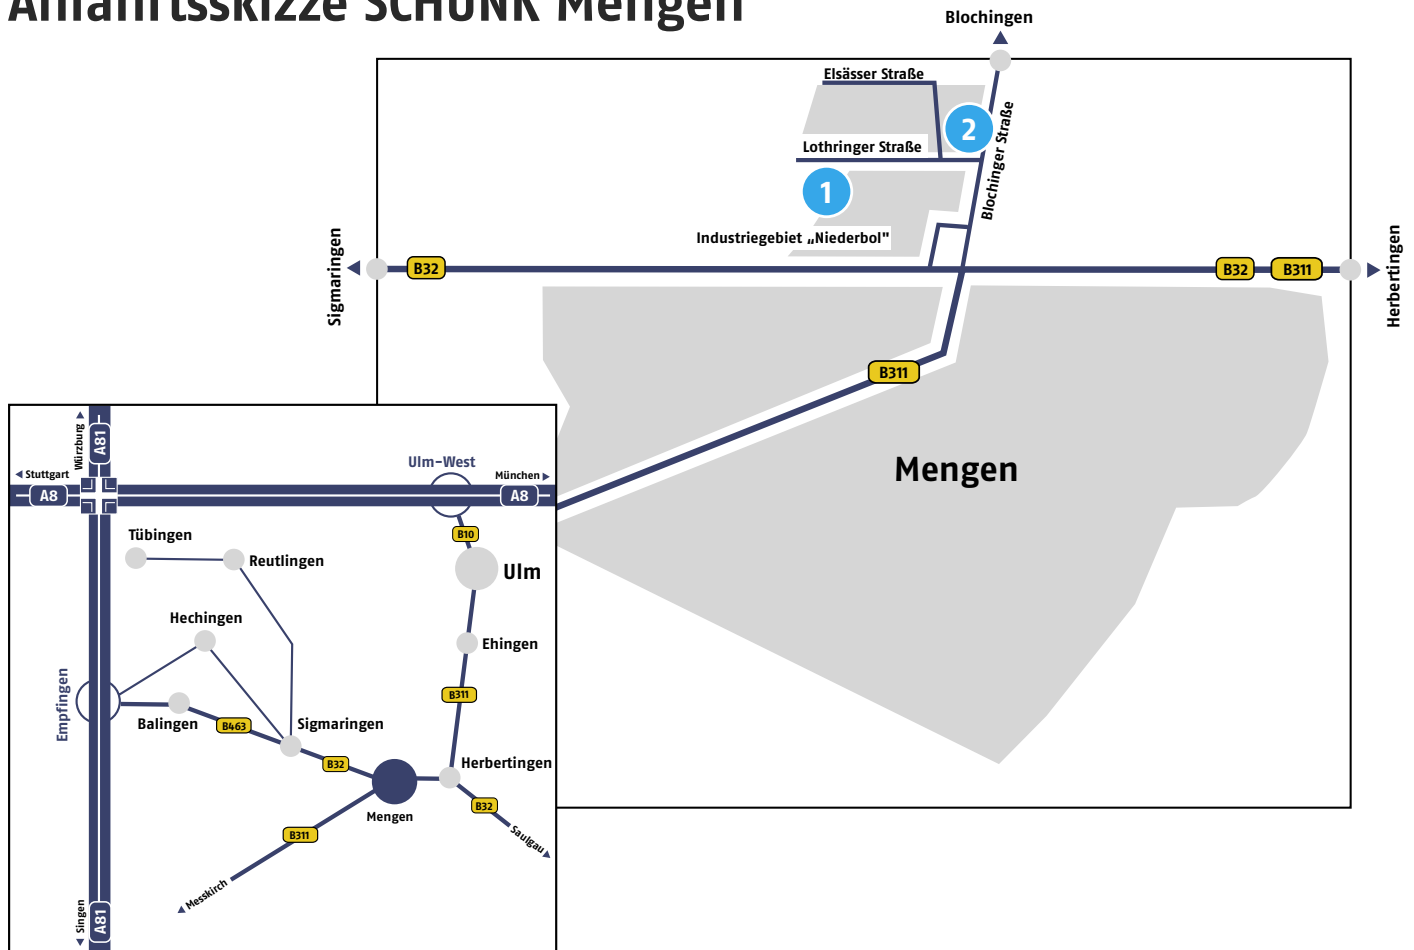 Anfahrtsskizze SCHUNK Mengen
Blochingen
Elsässer Straße
2
Lothringer Straße
Blochinger Straße
1
Industriegebiet „Niederbol"
Sigmaringen
B32
B32
B311
Herbertingen
B311
Mengen
Würzburg
A81
Stuttgart
A8
Ulm-West
München
A8
B10
Tübingen
Reutlingen
Ulm
Hechingen
Ehingen
Empfingen
B311
Balingen
B463
Sigmaringen
B32
Herbertingen
Mengen
B32
Saulgau
B311
Messkirch
Singen
A81